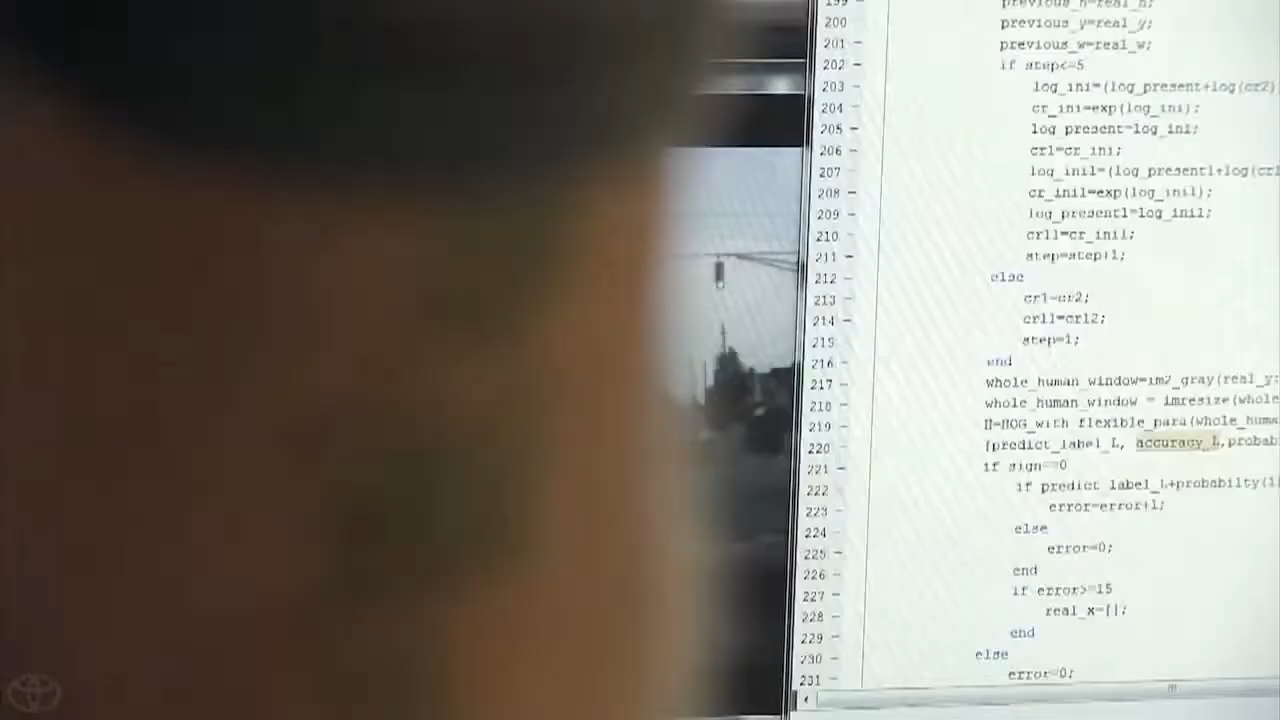 199 previous_h=real_h;
200 previous_y=real_y;
201 previous_w=real_w;
202 if step<=5
203 log_ini=(log_present+log(cr2)
204 cr_ini=exp(log_ini);
205 log_present=log_ini;
206 cr1=cr_ini;
207 log_ini1=(log_present1+log(cr1
208 cr_ini1=exp(log_ini1);
209 log_present1=log_ini1;
210 cr11=cr_ini1;
211 step=step+1;
212 else
213 cr1=cr2;
214 cr11=cr12;
215 step=1;
216 end
217 whole_human_window=im2_gray(real_y:
218 whole_human_window = imresize(whole
219 H=HOG_with_flexible_para(whole_huma
220 [predict_label_L, accuracy_L,probab
221 if sign==0
222 if predict_label_L+probabilty(1
223 error=error+1;
224 else
225 error=0;
226 end
227 if error>=15
228 real_x=[];
229 end
230 else
231 error=0;